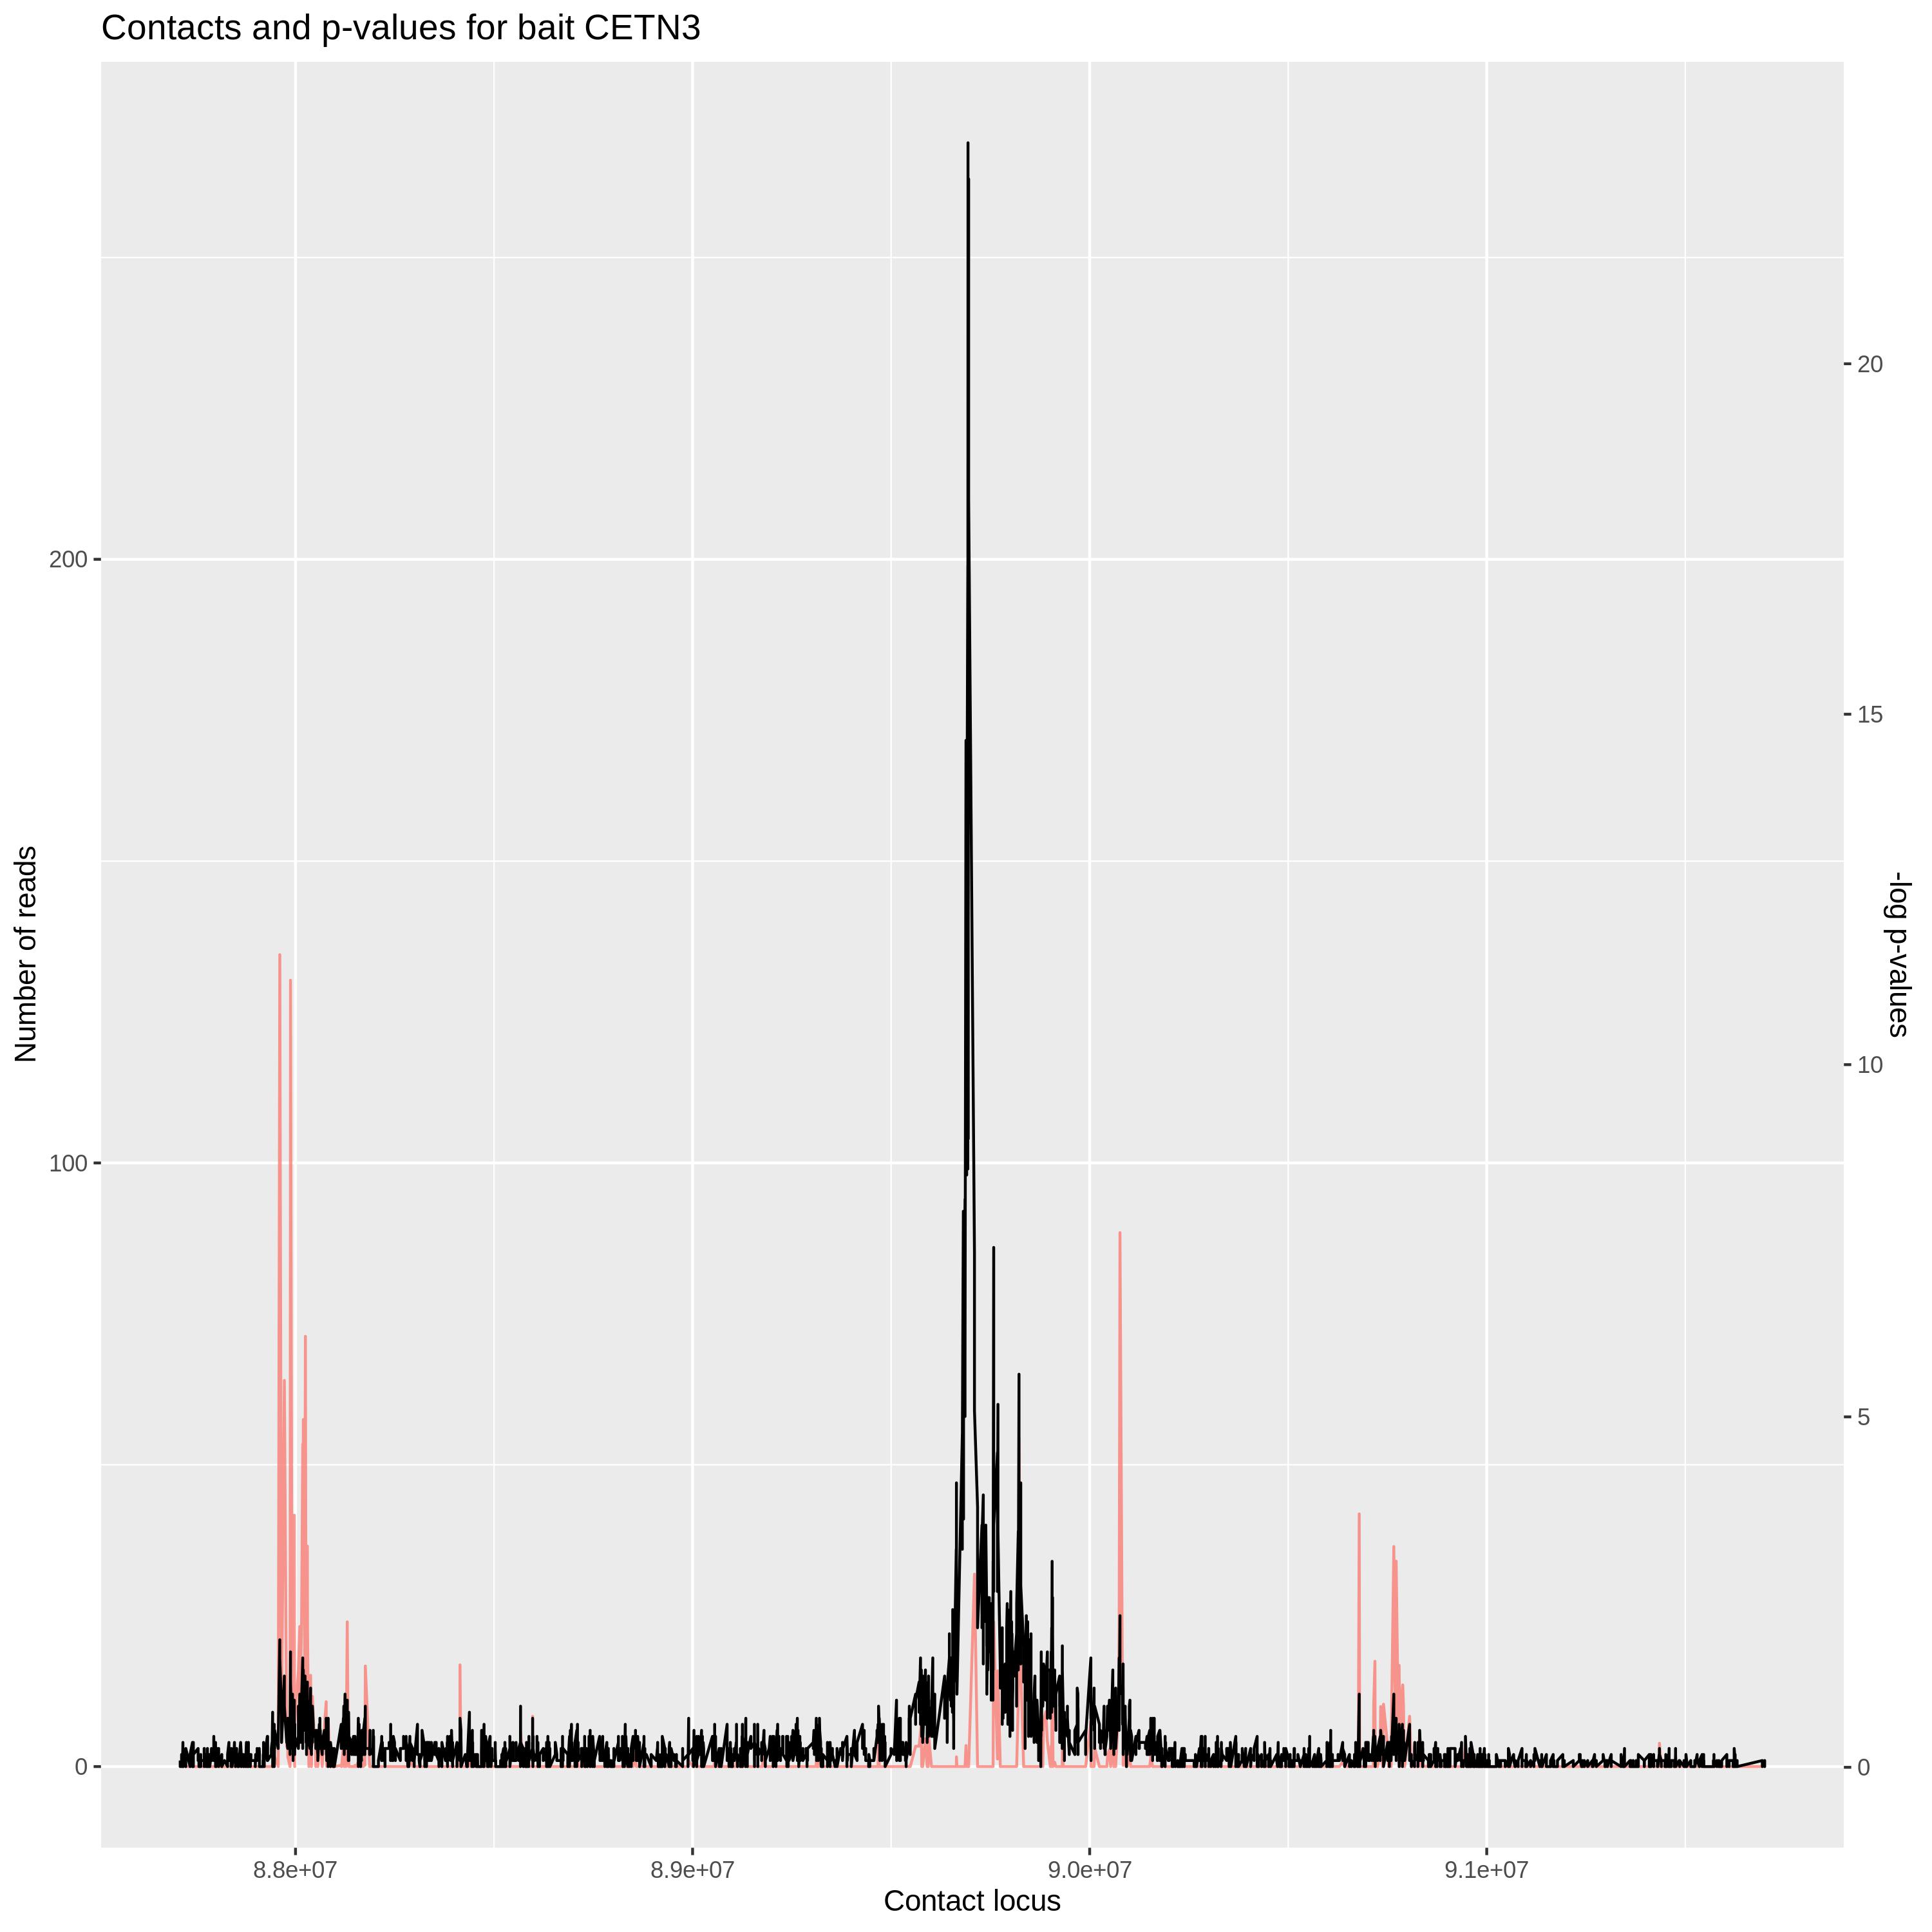 Contacts and p-values for bait CETN3
Number of reads
200
100
0
20
15
10
5
0
-log p-values
8.8e+07 8.9e+07 9.0e+07 9.1e+07
Contact locus